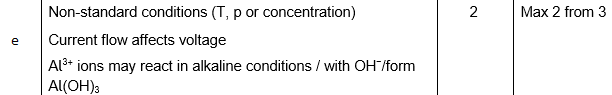 Non-standard conditions (T, p or concentration) 2 Max 2 from 3
e Current flow affects voltage
Al³⁺ ions may react in alkaline conditions / with OH⁻/form
Al(OH)₃